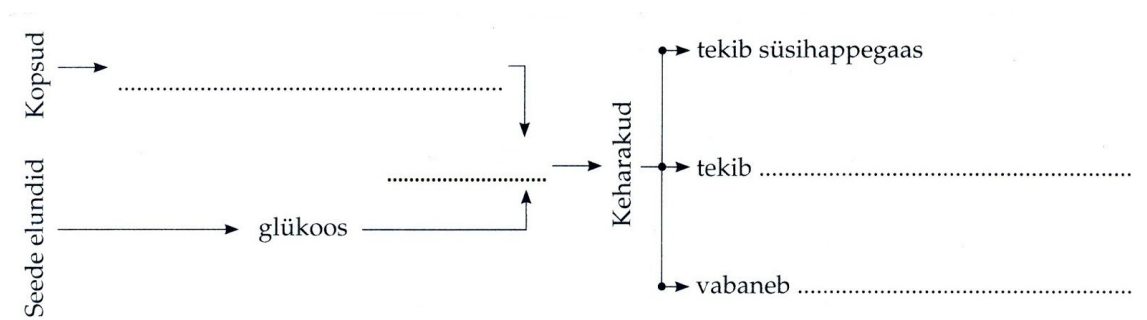 Kopsud
................................................................
tekib süsihappegaas
Keharakud
..........................
tekib ................................................................
Seede elundid
glükoos
vabaneb ........................................................